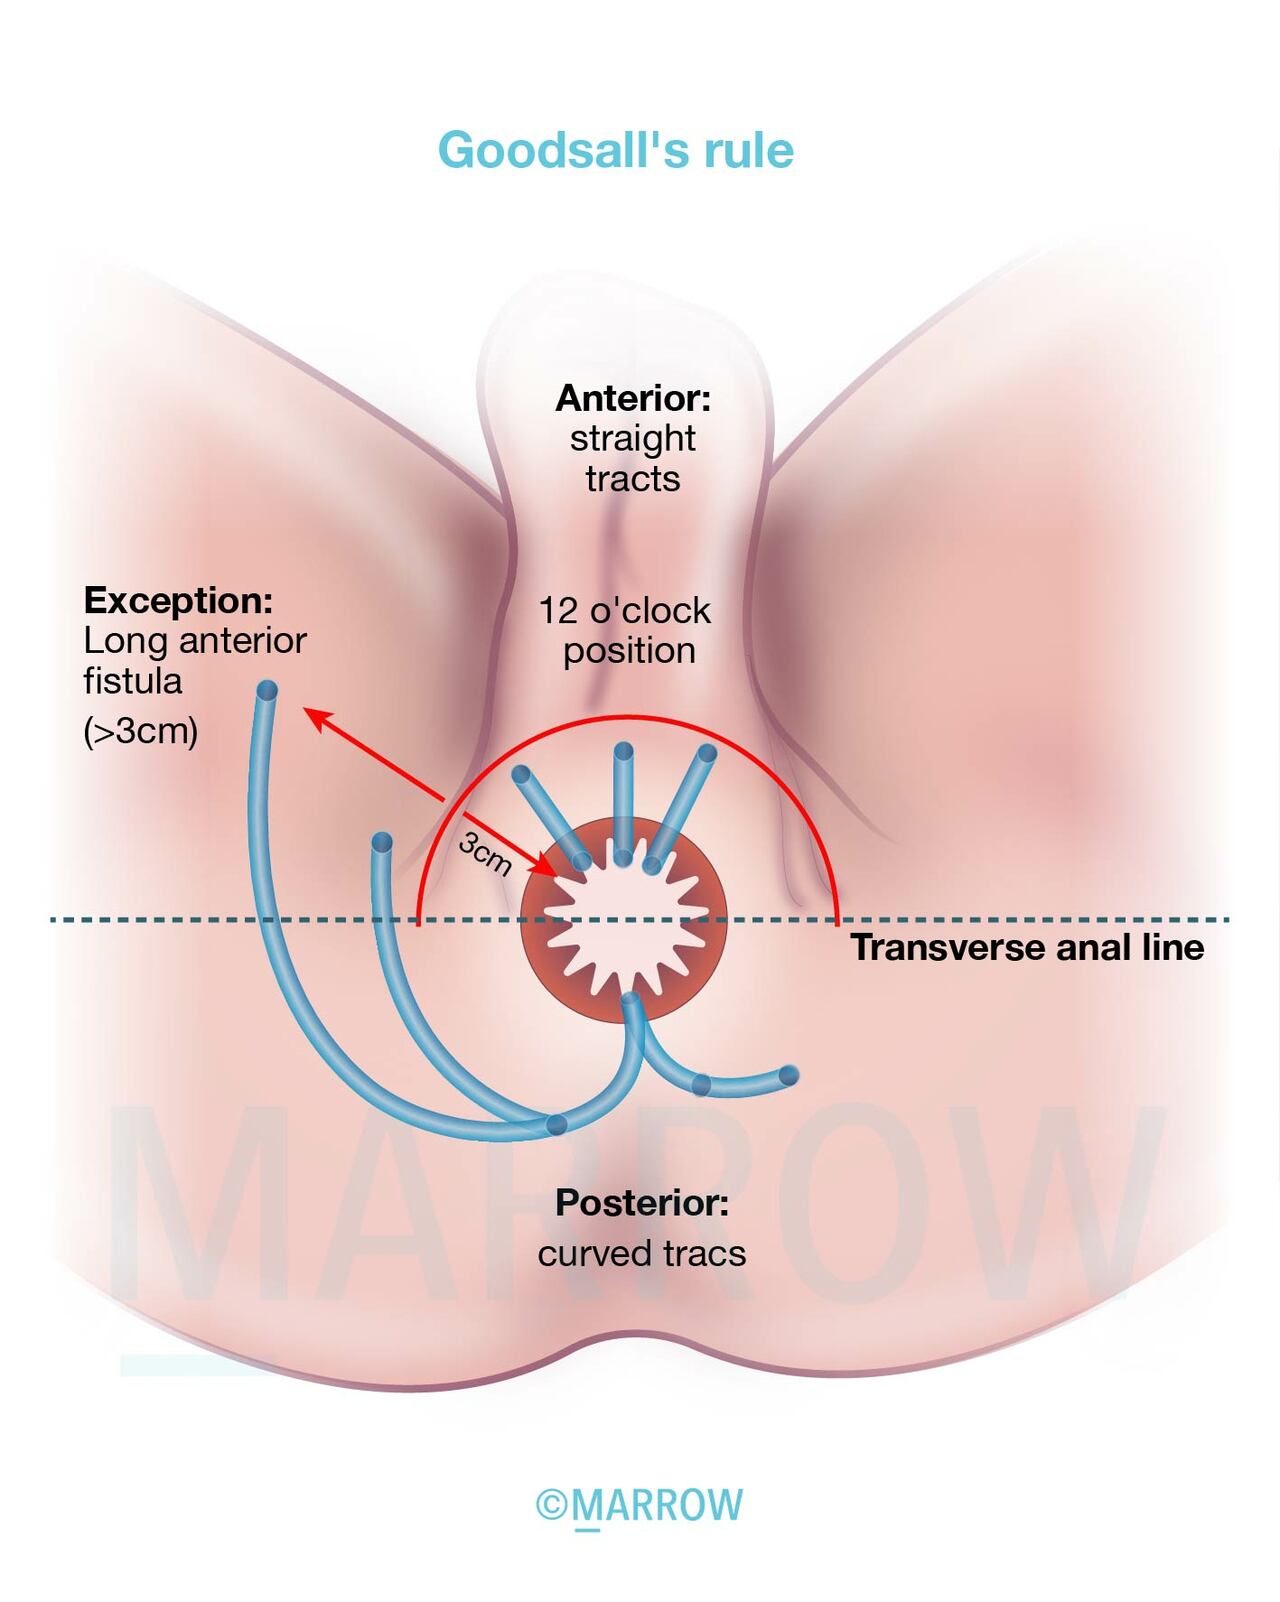 Goodsall's rule
Anterior:
straight
tracts
Exception:
Long anterior
fistula
(>3cm)
12 o'clock
position
3cm
Transverse anal line
MARROW
Posterior:
curved tracs
©MARROW